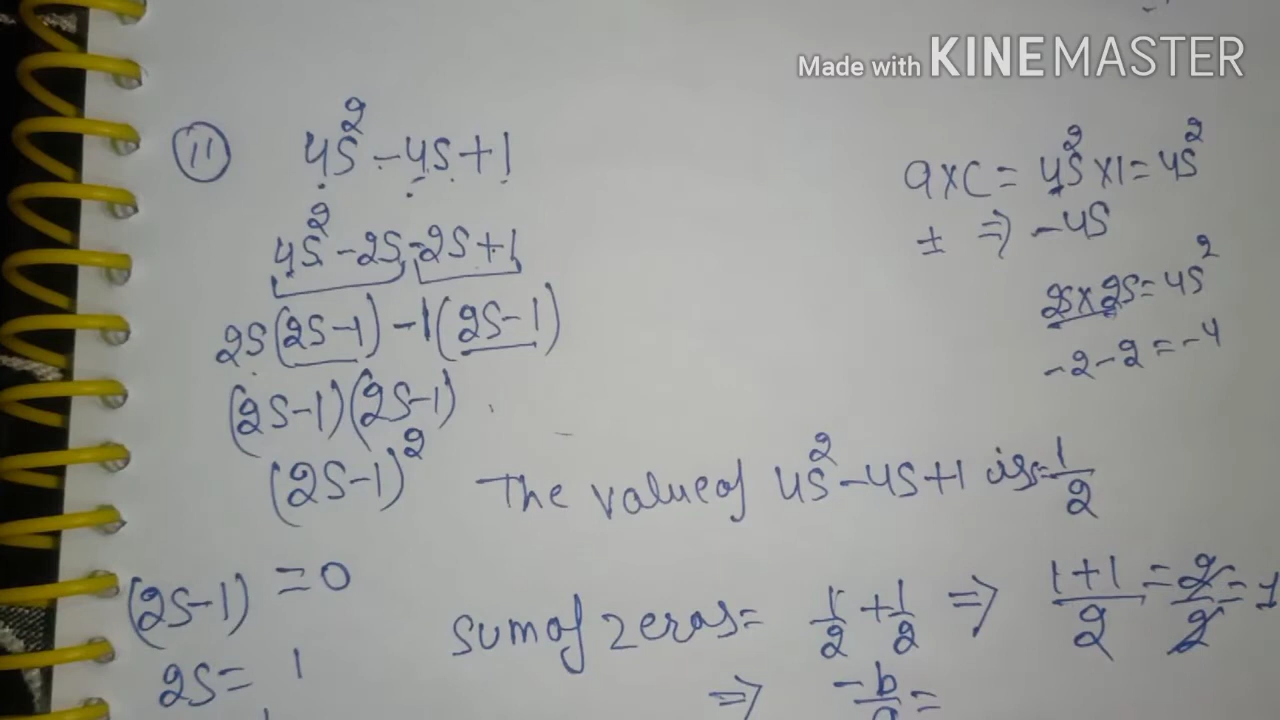 Made with KINEMASTER
(11) 4S² - 4S + 1
4S² - 2S - 2S + 1
2S(2S-1) - 1(2S-1)
(2S-1)(2S-1)
(2S-1)²
a×c = 4S² × 1 = 4S²
± ⇒ -4S
2S × 2S = 4S²
-2 - 2 = -4
The value of 4S² - 4S + 1 is = 1/2
(2S-1) = 0
2S = 1
Sum of zeros = 1/2 + 1/2 ⇒ 1+1/2 = 2/2 = 1
⇒ -b/a =